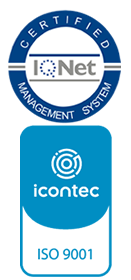 CERTIFIED
IQNet
MANAGEMENT SYSTEM
icontec
ISO 9001